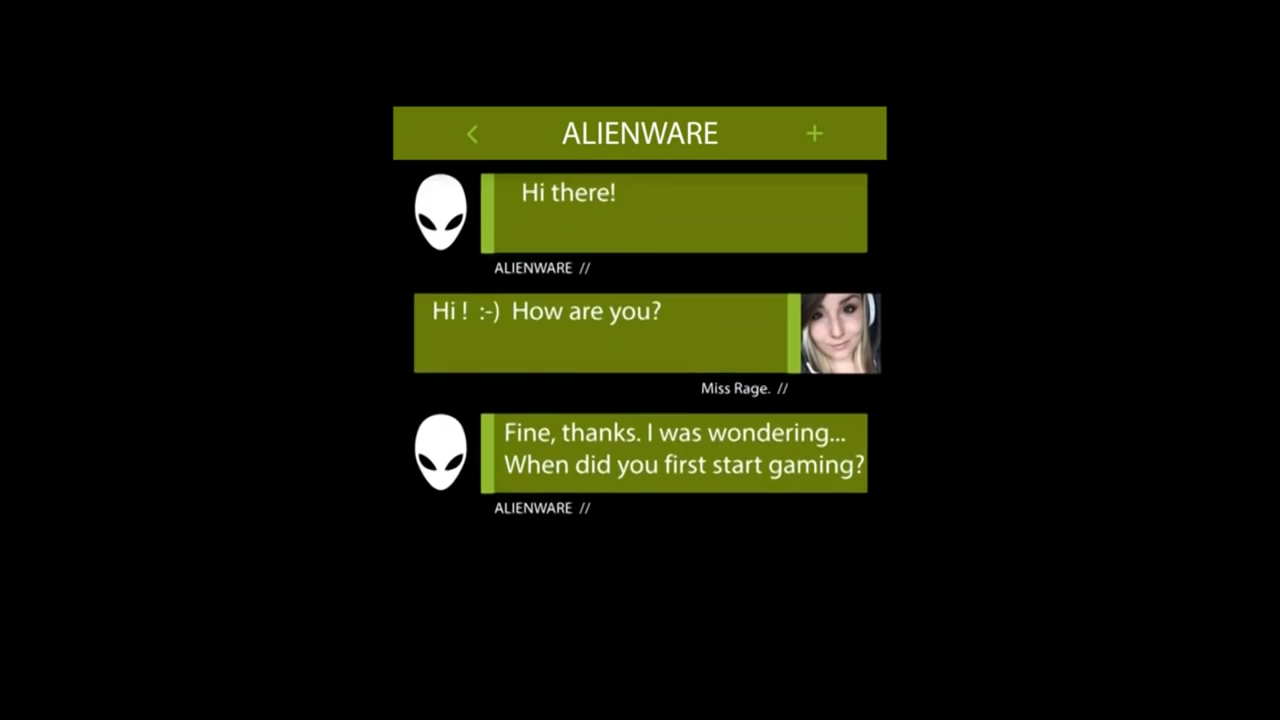 < ALIENWARE +
Hi there!
ALIENWARE //
Hi ! :-) How are you?
Miss Rage. //
Fine, thanks. I was wondering...
When did you first start gaming?
ALIENWARE //